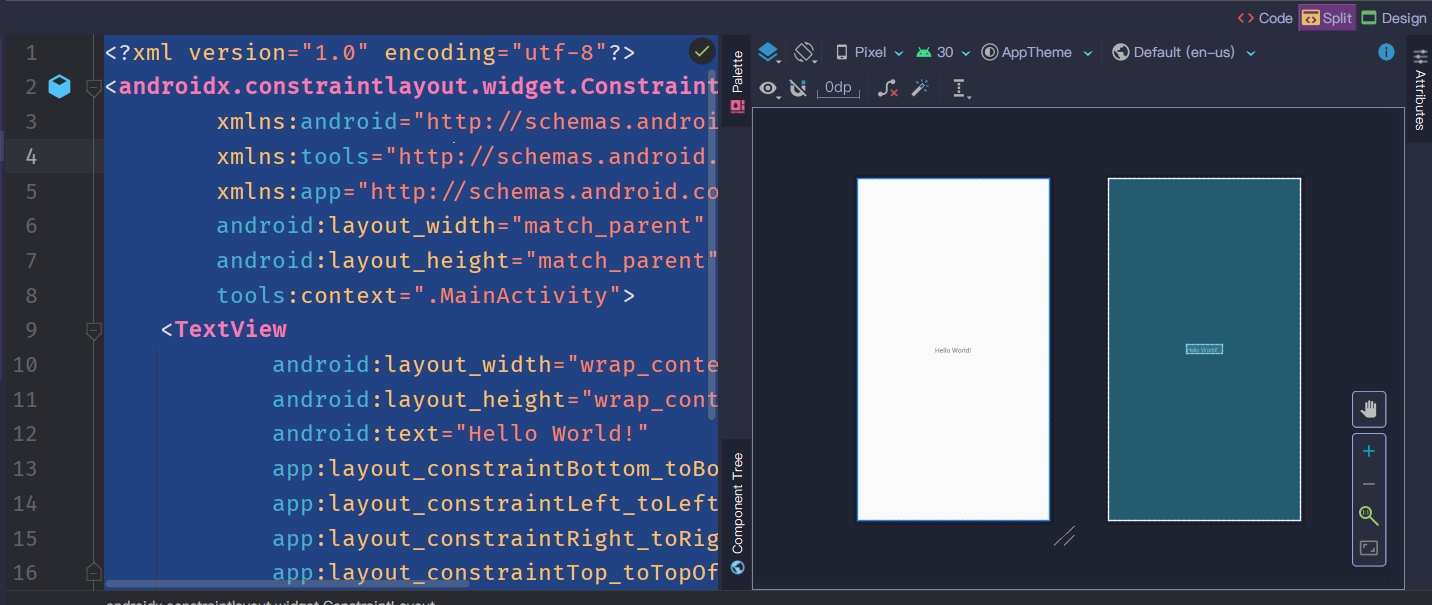 Code Split Design
1 <?xml version="1.0" encoding="utf-8"?>
2 <androidx.constraintlayout.widget.Constraint
3 xmlns:android="http://schemas.androi
4 xmlns:tools="http://schemas.android.
5 xmlns:app="http://schemas.android.co
6 android:layout_width="match_parent"
7 android:layout_height="match_parent"
8 tools:context=".MainActivity">
9 <TextView
10 android:layout_width="wrap_conte
11 android:layout_height="wrap_cont
12 android:text="Hello World!"
13 app:layout_constraintBottom_toBo
14 app:layout_constraintLeft_toLeft
15 app:layout_constraintRight_toRig
16 app:layout_constraintTop_toTopOf
androidx.constraintlayout.widget.ConstraintLayout
Palette
Component Tree
Pixel 30 AppTheme Default (en-us)
0dp
Hello World!
Hello World!
1:1
Attributes